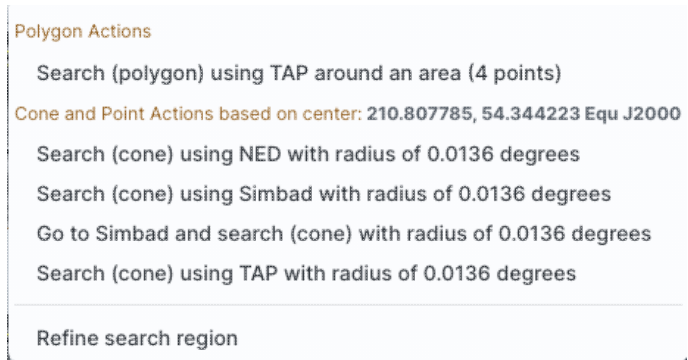 Polygon Actions
Search (polygon) using TAP around an area (4 points)
Cone and Point Actions based on center: 210.807785, 54.344223 Equ J2000
Search (cone) using NED with radius of 0.0136 degrees
Search (cone) using Simbad with radius of 0.0136 degrees
Go to Simbad and search (cone) with radius of 0.0136 degrees
Search (cone) using TAP with radius of 0.0136 degrees
Refine search region